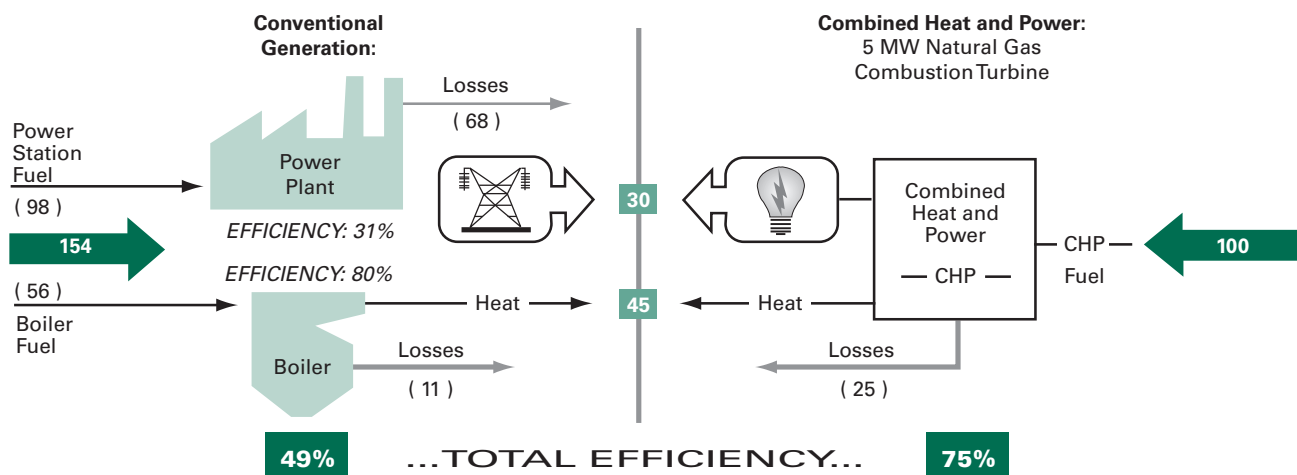 Conventional
Generation:
Combined Heat and Power:
5 MW Natural Gas
Combustion Turbine
Losses
( 68 )
Power
Station
Fuel
( 98 )
Power
Plant
EFFICIENCY: 31%
154
EFFICIENCY: 80%
( 56 )
Boiler
Fuel
Heat
Boiler
Losses
( 11 )
30
45
Combined
Heat and
Power
CHP
CHP
Fuel
100
Heat
Losses
( 25 )
49% ...TOTAL EFFICIENCY... 75%